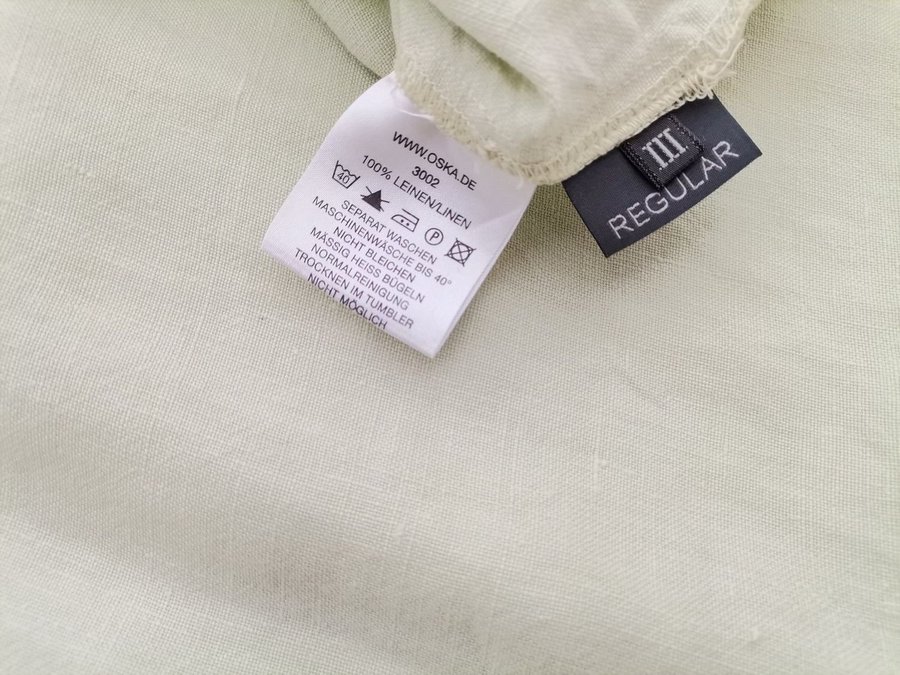 WWW.OSKA.DE
3002
100% LEINEN/LINEN
40 P
SEPARAT WASCHEN
MASCHINENWÄSCHE BIS 40°
NICHT BLEICHEN
MÄSSIG HEISS BÜGELN
NORMALREINIGUNG
TROCKNEN IM TUMBLER
NICHT MÖGLICH
III
REGULAR